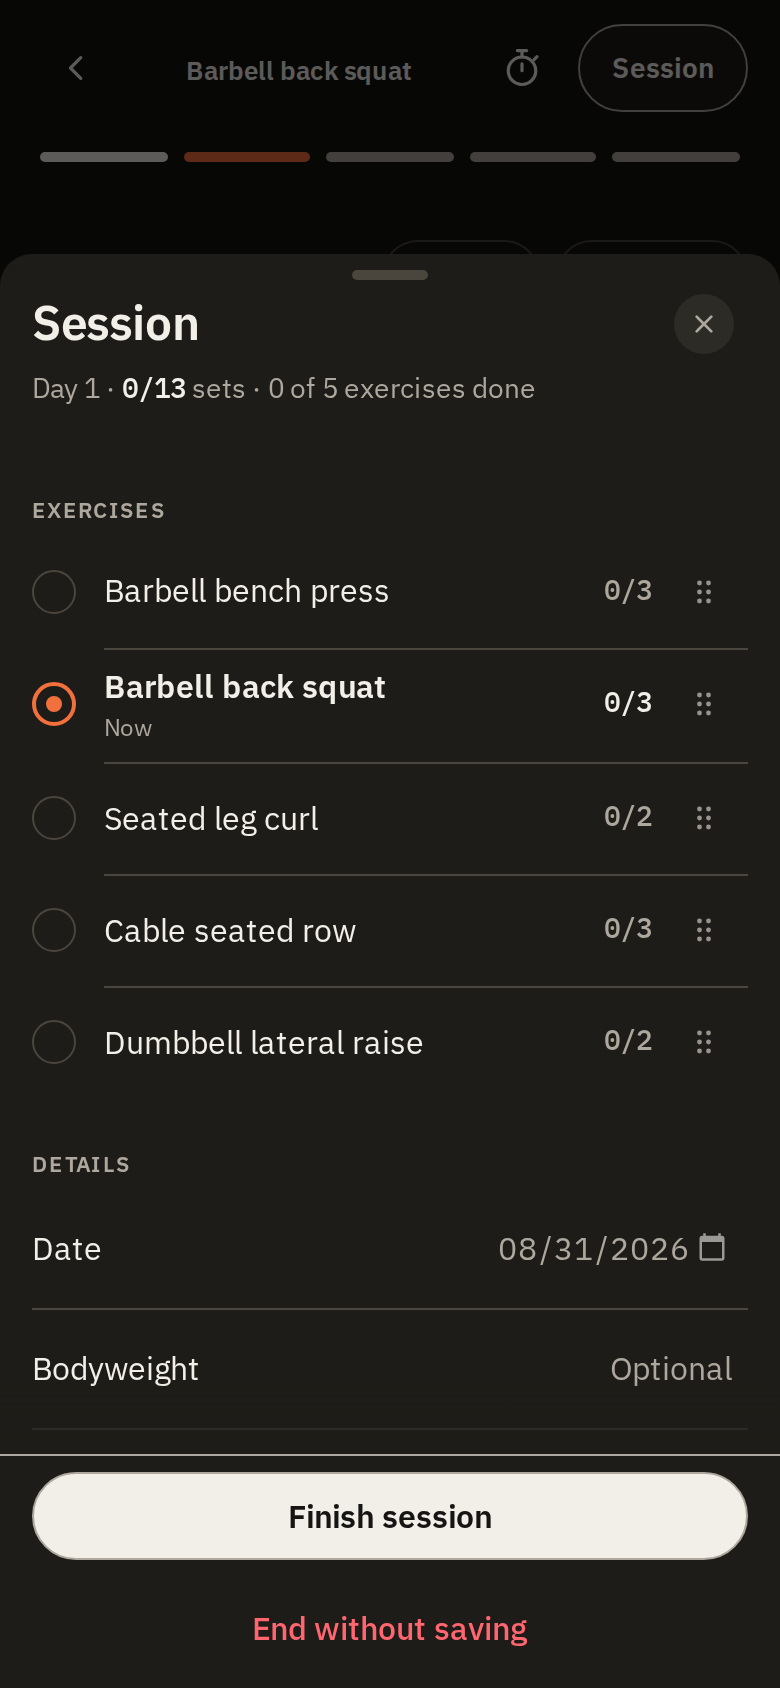 Barbell back squat
Session
Session
Day 1 · 0/13 sets · 0 of 5 exercises done
EXERCISES
Barbell bench press 0/3
Barbell back squat 0/3
Now
Seated leg curl 0/2
Cable seated row 0/3
Dumbbell lateral raise 0/2
DETAILS
Date 08/31/2026
Bodyweight Optional
Finish session
End without saving